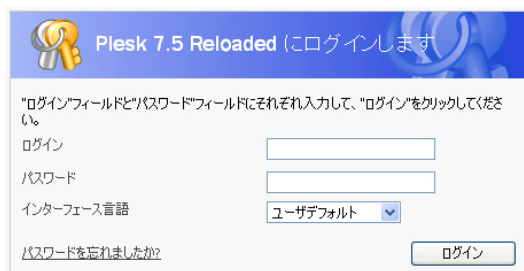 Plesk 7.5 Reloaded にログインします
"ログイン"フィールドと"パスワード"フィールドにそれぞれ入力して、"ログイン"をクリックしてくださ
い。
ログイン
パスワード
インターフェース言語 ユーザデフォルト
パスワードを忘れましたか? ログイン